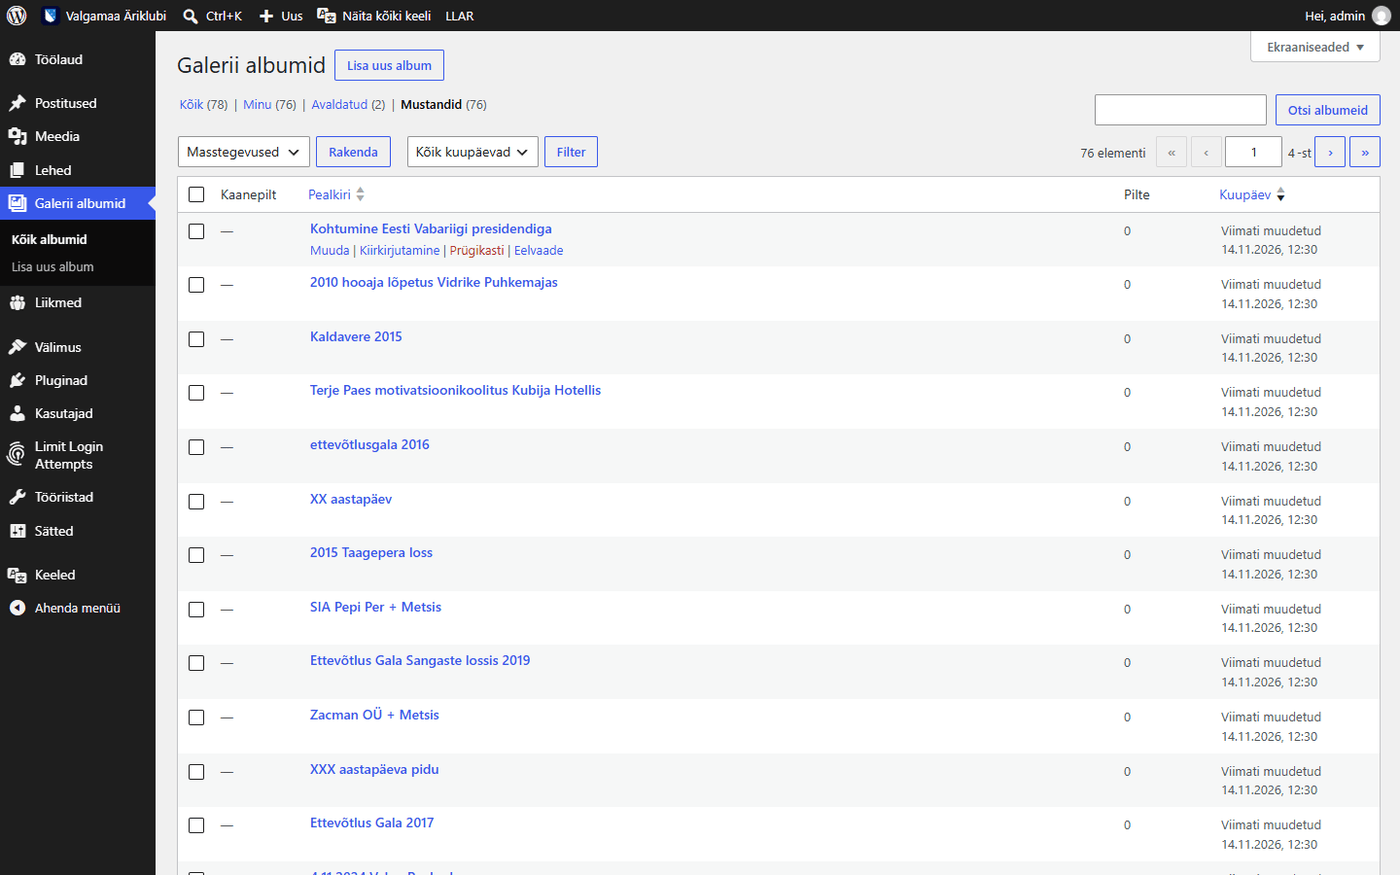 Valgamaa Äriklubi Ctrl+K Uus Näita kõiki keeli LLAR Hei, admin
Töölaud
Postitused
Meedia
Lehed
Galerii albumid
Kõik albumid
Lisa uus album
Liikmed
Välimus
Pluginad
Kasutajad
Limit Login
Attempts
Tööriistad
Sätted
Keeled
Ahenda menüü
Ekraaniseaded
Galerii albumid Lisa uus album
Kõik (78) | Minu (76) | Avaldatud (2) | Mustandid (76)
Otsi albumeid
Masstegevused Rakenda Kõik kuupäevad Filter 76 elementi « ‹ 1 4 -st › »
Kaanepilt Pealkiri Pilte Kuupäev
— Kohtumine Eesti Vabariigi presidendiga 0 Viimati muudetud
Muuda | Kiirkirjutamine | Prügikasti | Eelvaade 14.11.2026, 12:30
— 2010 hooaja lõpetus Vidrike Puhkemajas 0 Viimati muudetud
14.11.2026, 12:30
— Kaldavere 2015 0 Viimati muudetud
14.11.2026, 12:30
— Terje Paes motivatsioonikoolitus Kubija Hotellis 0 Viimati muudetud
14.11.2026, 12:30
— ettevõtlusgala 2016 0 Viimati muudetud
14.11.2026, 12:30
— XX aastapäev 0 Viimati muudetud
14.11.2026, 12:30
— 2015 Taagepera loss 0 Viimati muudetud
14.11.2026, 12:30
— SIA Pepi Per + Metsis 0 Viimati muudetud
14.11.2026, 12:30
— Ettevõtlus Gala Sangaste lossis 2019 0 Viimati muudetud
14.11.2026, 12:30
— Zacman OÜ + Metsis 0 Viimati muudetud
14.11.2026, 12:30
— XXX aastapäeva pidu 0 Viimati muudetud
14.11.2026, 12:30
— Ettevõtlus Gala 2017 0 Viimati muudetud
14.11.2026, 12:30